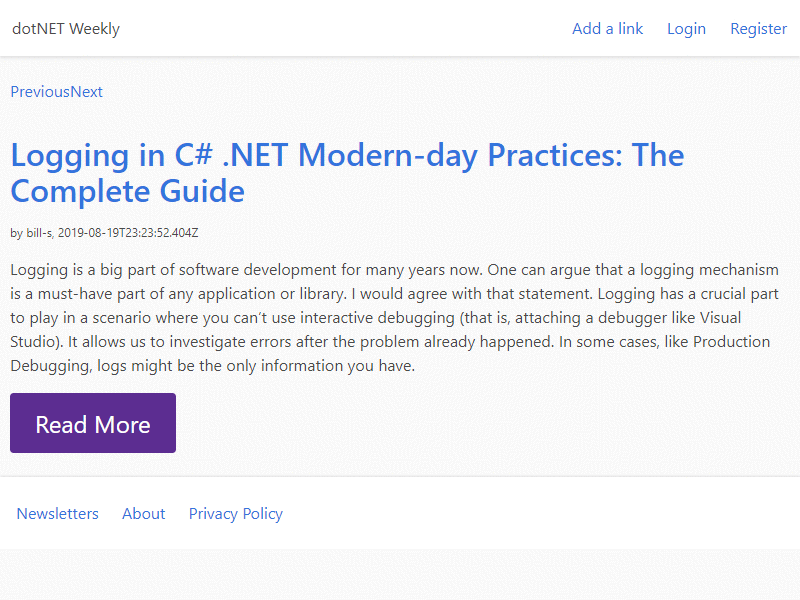 dotNET Weekly Add a link Login Register
PreviousNext
Logging in C# .NET Modern-day Practices: The
Complete Guide
by bill-s, 2019-08-19T23:23:52.404Z
Logging is a big part of software development for many years now. One can argue that a logging mechanism
is a must-have part of any application or library. I would agree with that statement. Logging has a crucial part
to play in a scenario where you can’t use interactive debugging (that is, attaching a debugger like Visual
Studio). It allows us to investigate errors after the problem already happened. In some cases, like Production
Debugging, logs might be the only information you have.
Read More
Newsletters About Privacy Policy